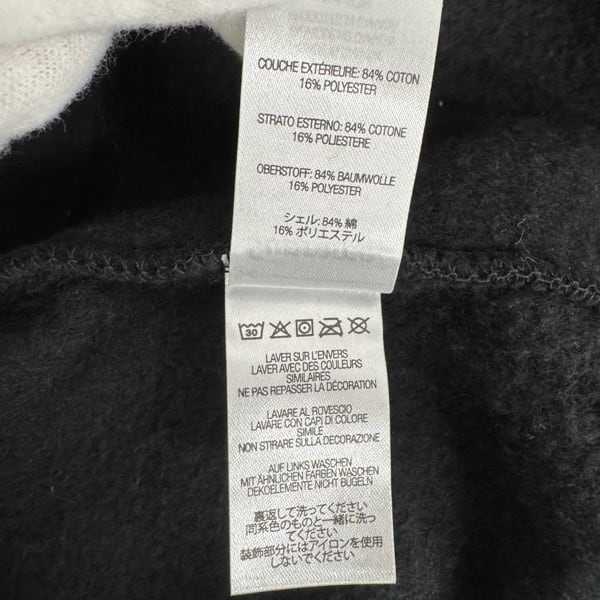 COUCHE EXTÉRIEURE: 84% COTON
16% POLYESTER
STRATO ESTERNO: 84% COTONE
16% POLIESTERE
OBERSTOFF: 84% BAUMWOLLE
16% POLYESTER
シェル: 84% 綿
16% ポリエステル
30
LAVER SUR L'ENVERS
LAVER AVEC DES COULEURS
SIMILAIRES
NE PAS REPASSER LA DÉCORATION
LAVARE AL ROVESCIO
LAVARE CON CAPI DI COLORE
SIMILE
NON STIRARE SULLA DECORAZIONE
AUF LINKS WASCHEN
MIT ÄHNLICHEN FARBEN WASCHEN
DEKOELEMENTE NICHT BÜGELN
裏返して洗ってください
同系色のものと一緒に洗っ
てください
装飾部分にはアイロンを使用
しないでください